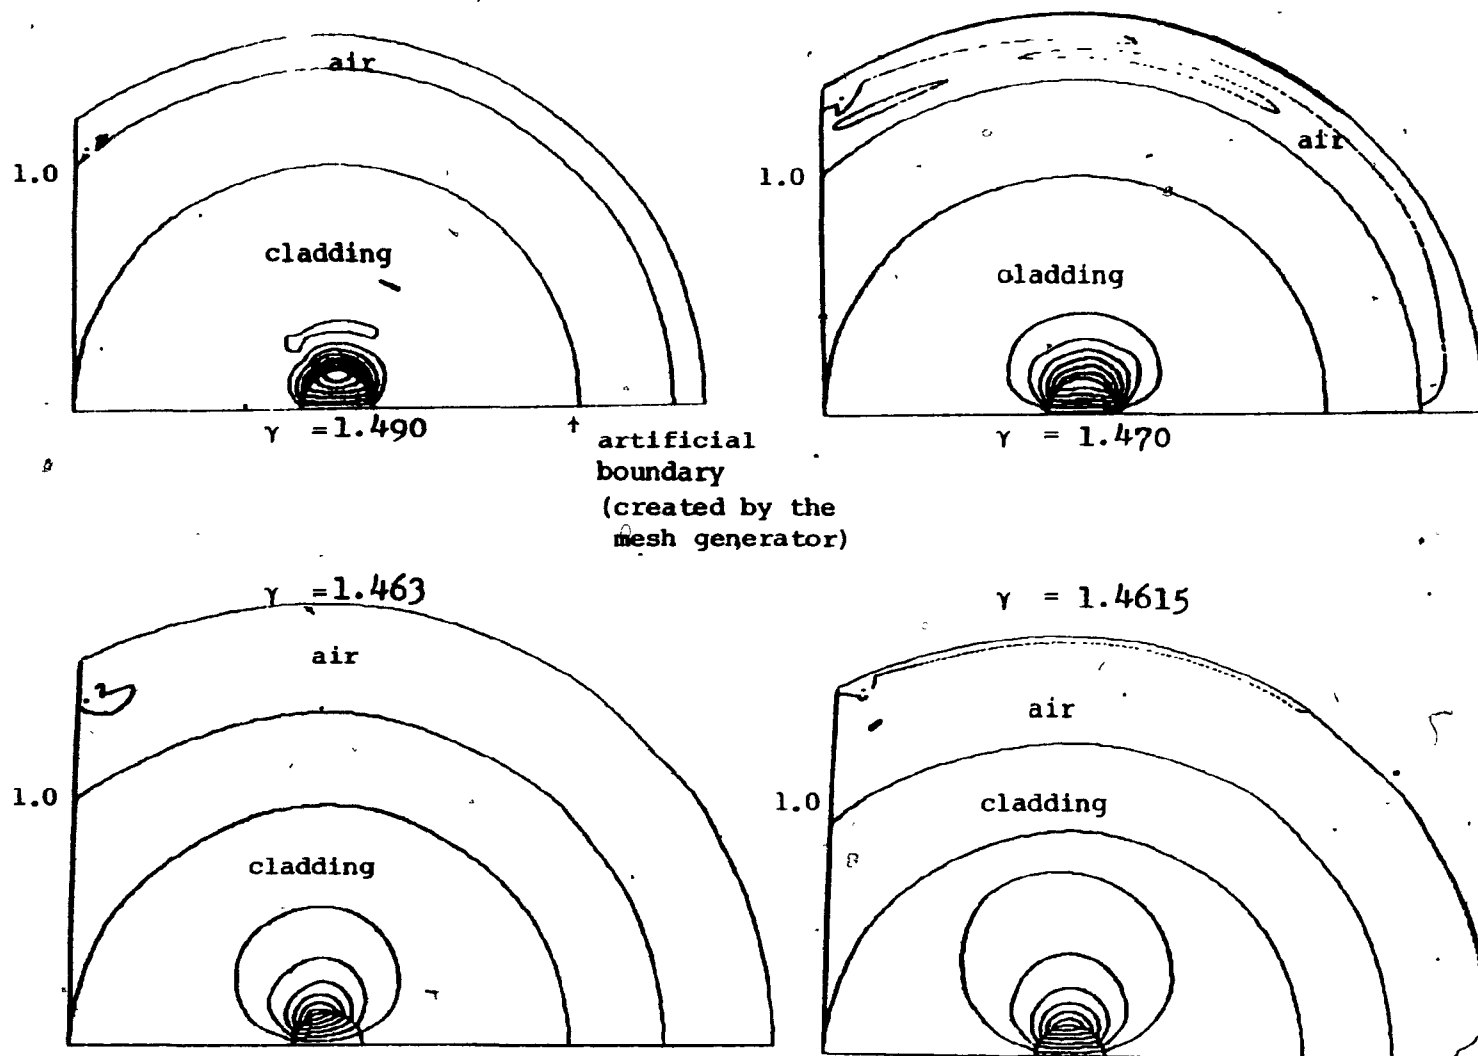 air
1.0
cladding
γ = 1.490
air
1.0
oladding
γ = 1.470
↑ artificial
boundary
(created by the
mesh generator)
γ = 1.463
air
.2
1.0
cladding
γ = 1.4615
air
1.0
cladding